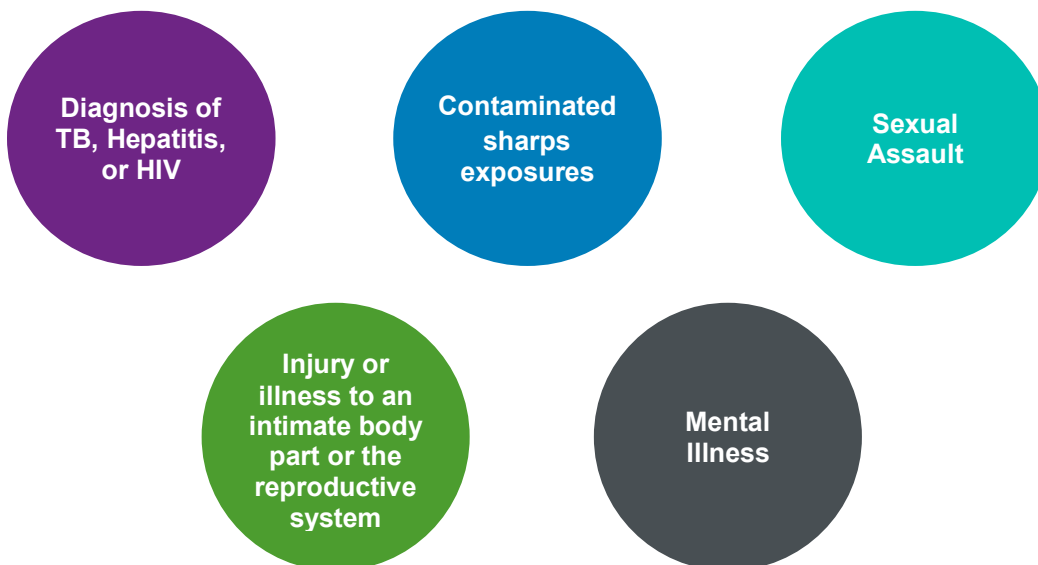 Diagnosis of
TB, Hepatitis,
or HIV
Contaminated
sharps
exposures
Sexual
Assault
Injury or
illness to an
intimate body
part or the
reproductive
system
Mental
Illness